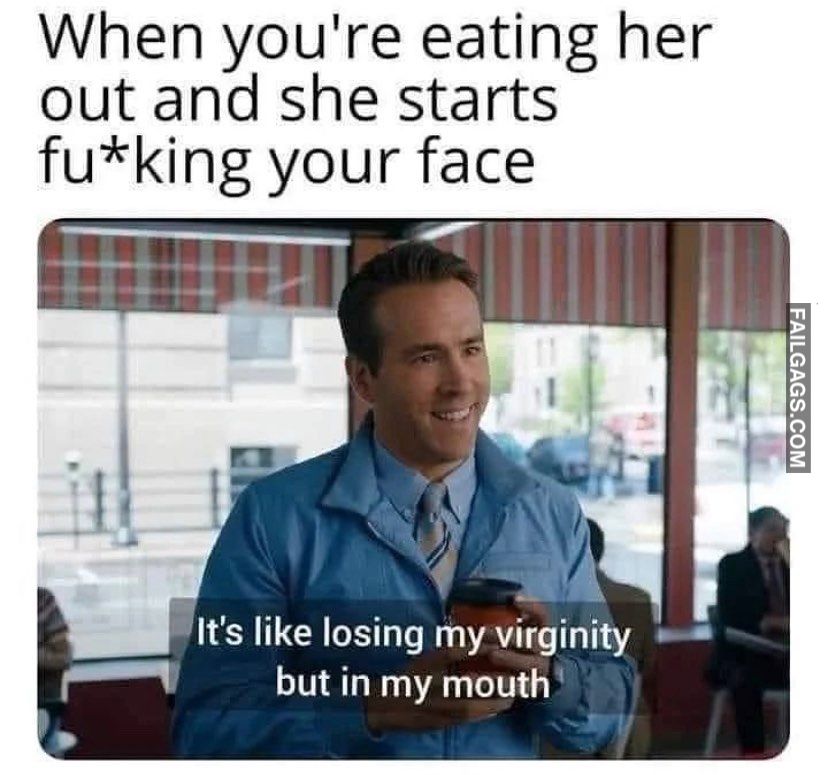 When you're eating her
out and she starts
fu*king your face
FAILGAGS.COM
It's like losing my virginity
but in my mouth